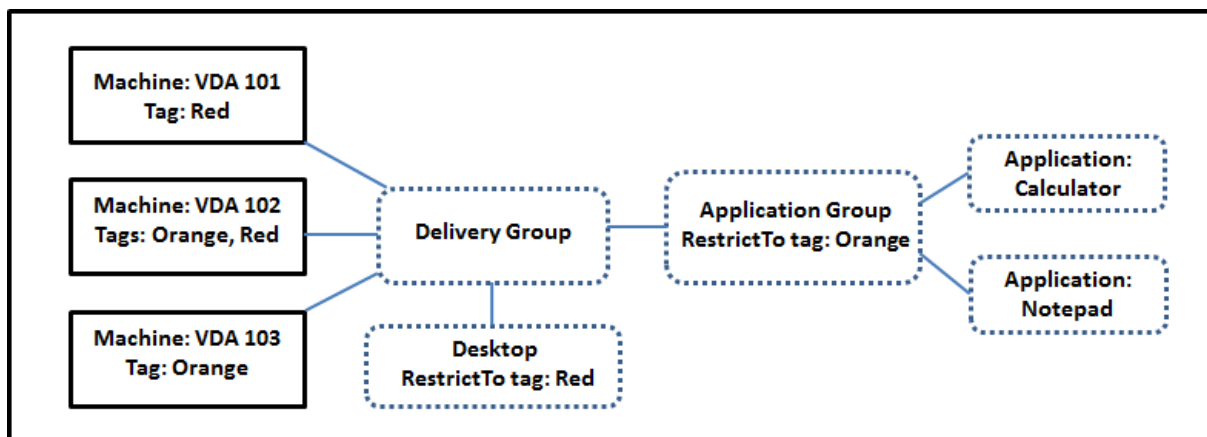 Machine: VDA 101
Tag: Red
Machine: VDA 102
Tags: Orange, Red
Machine: VDA 103
Tag: Orange
Delivery Group
Desktop
RestrictTo tag: Red
Application Group
RestrictTo tag: Orange
Application:
Calculator
Application:
Notepad